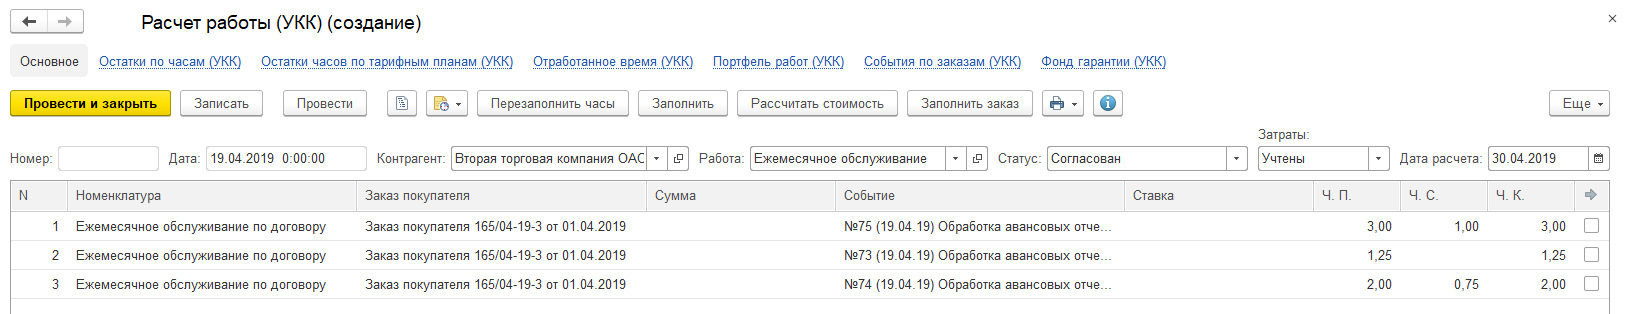 Расчет работы (УКК) (создание)
Основное Остатки по часам (УКК) Остатки часов по тарифным планам (УКК) Отработанное время (УКК) Портфель работ (УКК) События по заказам (УКК) Фонд гарантии (УКК)
Провести и закрыть Записать Провести Перезаполнить часы Заполнить Рассчитать стоимость Заполнить заказ Еще
Затраты:
Номер: Дата: 19.04.2019 0:00:00 Контрагент: Вторая торговая компания ОАО Работа: Ежемесячное обслуживание Статус: Согласован Учтены Дата расчета: 30.04.2019
N Номенклатура Заказ покупателя Сумма Событие Ставка Ч. П. Ч. С. Ч. К.
1 Ежемесячное обслуживание по договору Заказ покупателя 165/04-19-3 от 01.04.2019 №75 (19.04.19) Обработка авансовых отче... 3,00 1,00 3,00
2 Ежемесячное обслуживание по договору Заказ покупателя 165/04-19-3 от 01.04.2019 №73 (19.04.19) Обработка авансовых отче... 1,25 1,25
3 Ежемесячное обслуживание по договору Заказ покупателя 165/04-19-3 от 01.04.2019 №74 (19.04.19) Обработка авансовых отче... 2,00 0,75 2,00